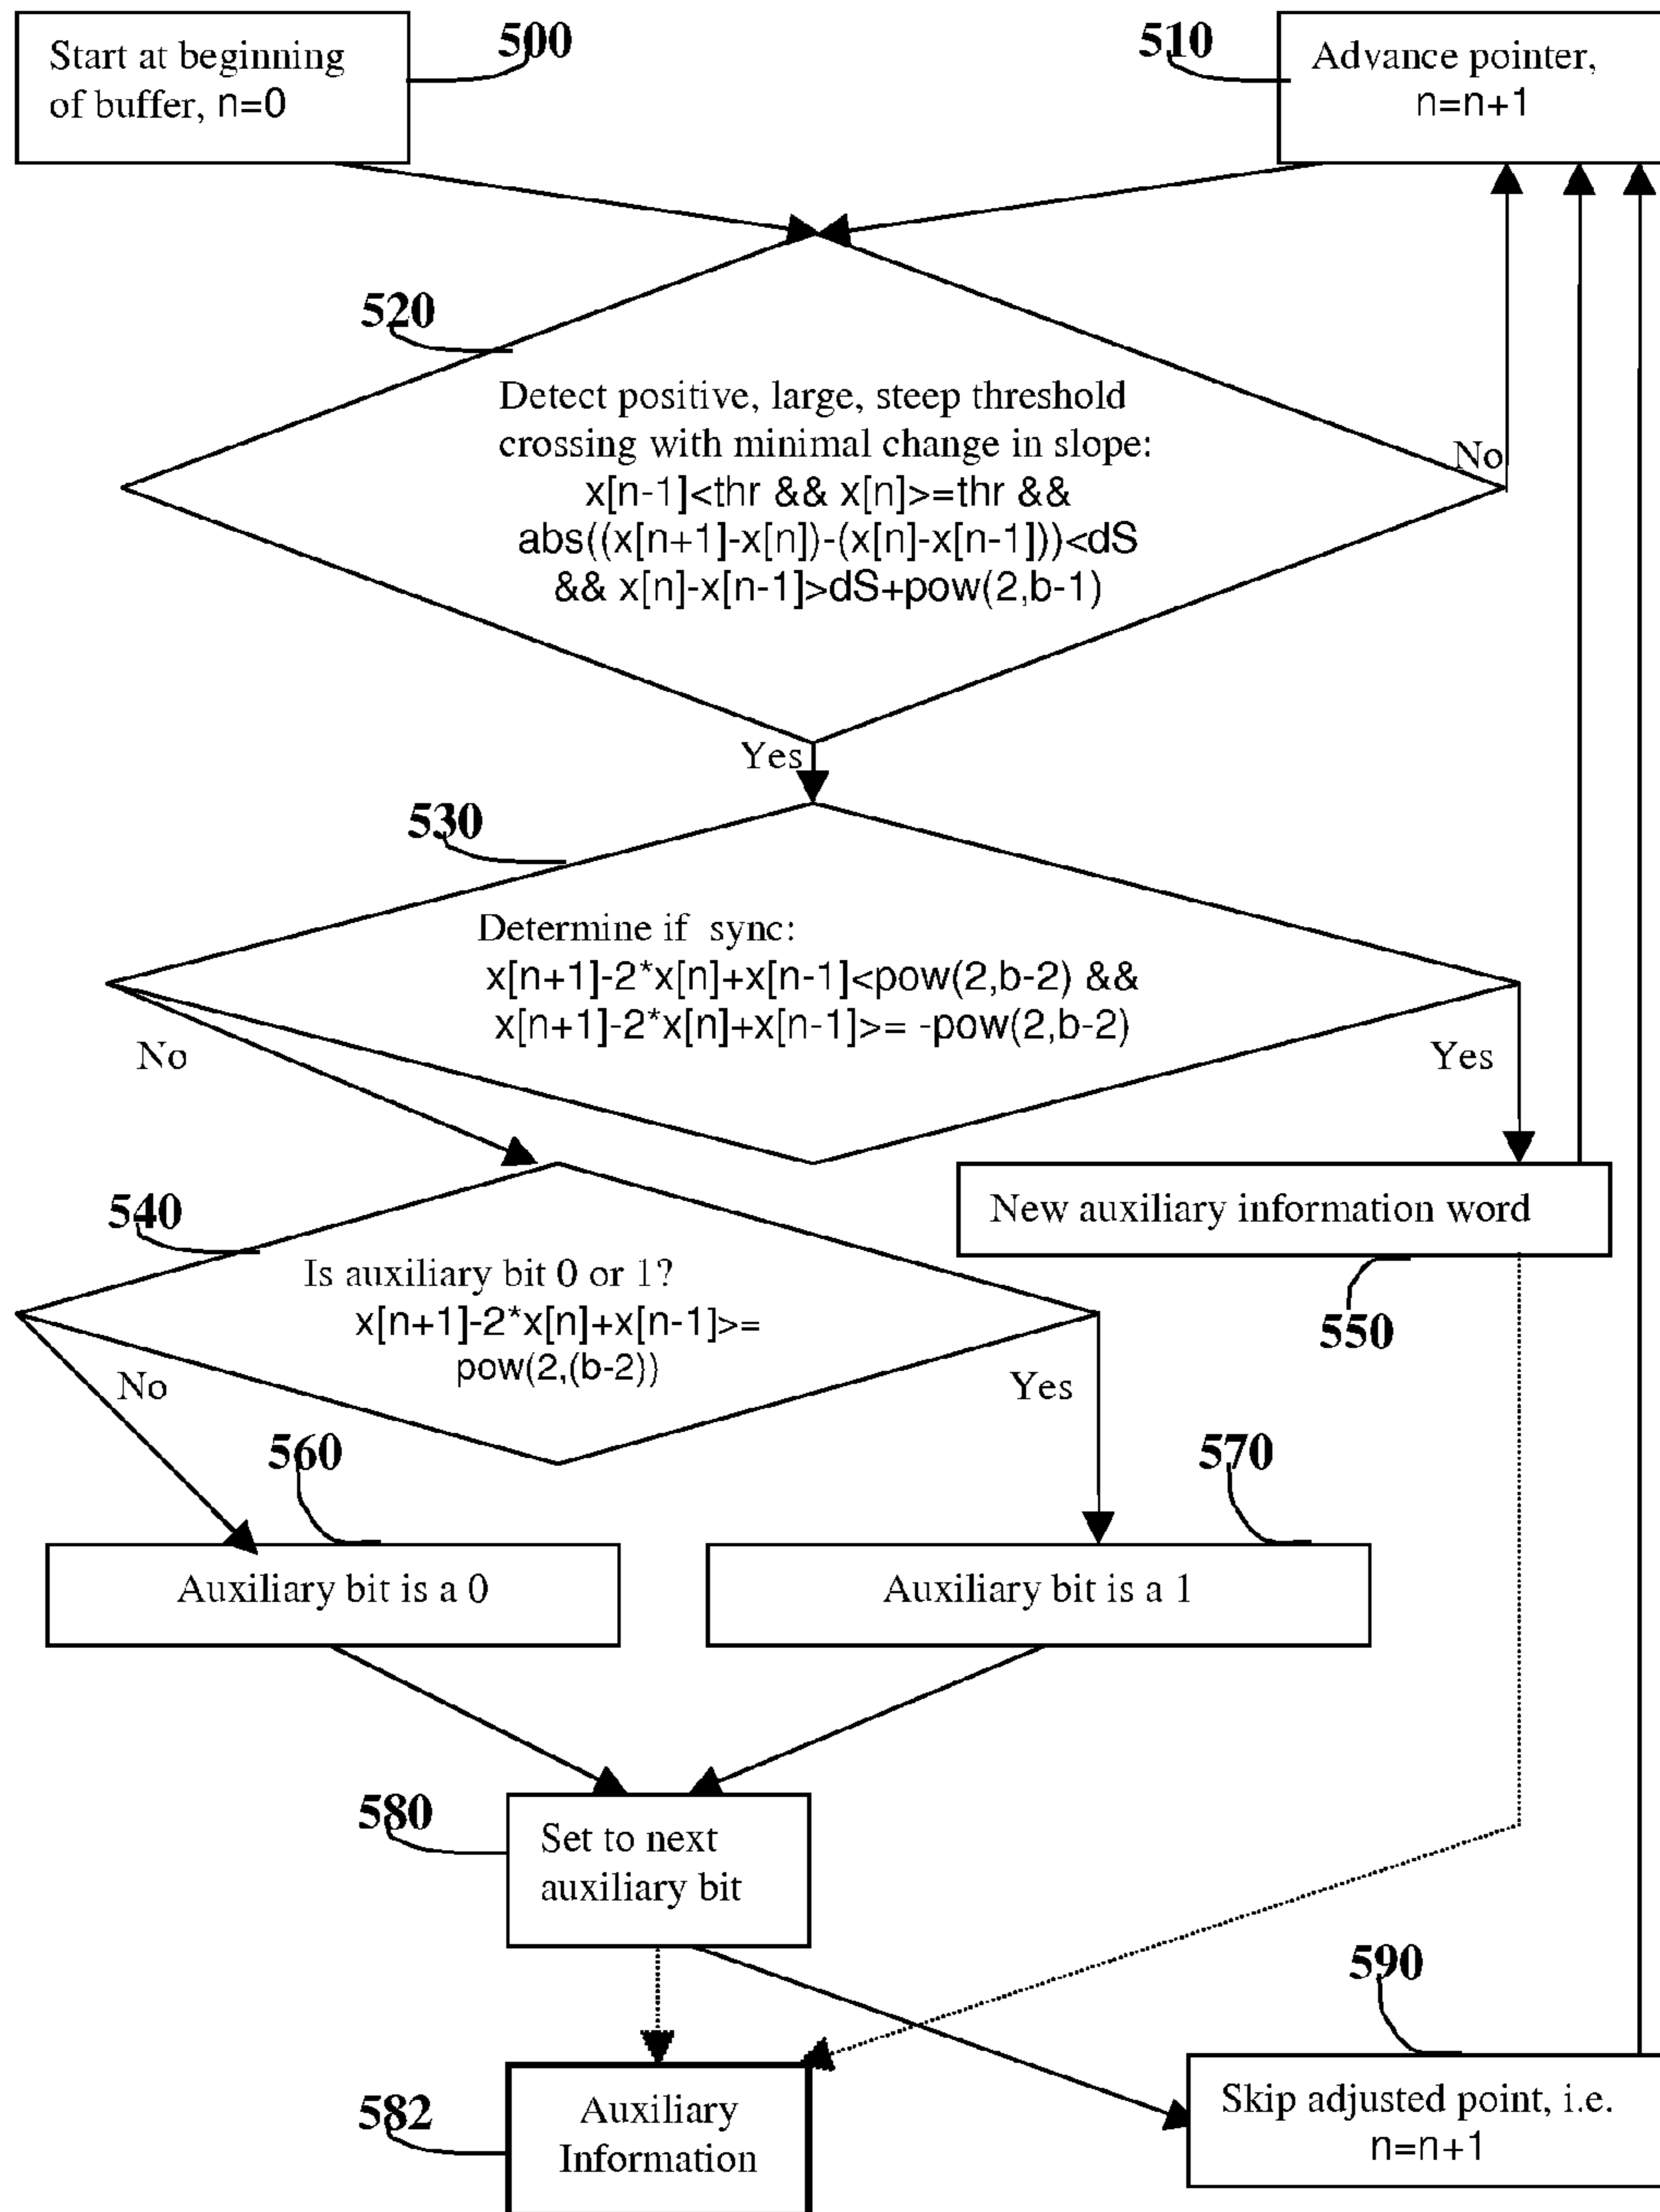 500
Start at beginning
of buffer, n=0
510
Advance pointer,
n=n+1
520
Detect positive, large, steep threshold
crossing with minimal change in slope:
x[n-1]<thr && x[n]>=thr &&
abs((x[n+1]-x[n])-(x[n]-x[n-1]))<dS
&& x[n]-x[n-1]>dS+pow(2,b-1)
No
Yes
530
Determine if sync:
x[n+1]-2*x[n]+x[n-1]<pow(2,b-2) &&
x[n+1]-2*x[n]+x[n-1]>= -pow(2,b-2)
No
Yes
540
Is auxiliary bit 0 or 1?
x[n+1]-2*x[n]+x[n-1]>=
pow(2,(b-2))
New auxiliary information word
550
No
Yes
560
Auxiliary bit is a 0
570
Auxiliary bit is a 1
580
Set to next
auxiliary bit
590
Skip adjusted point, i.e.
n=n+1
582
Auxiliary
Information